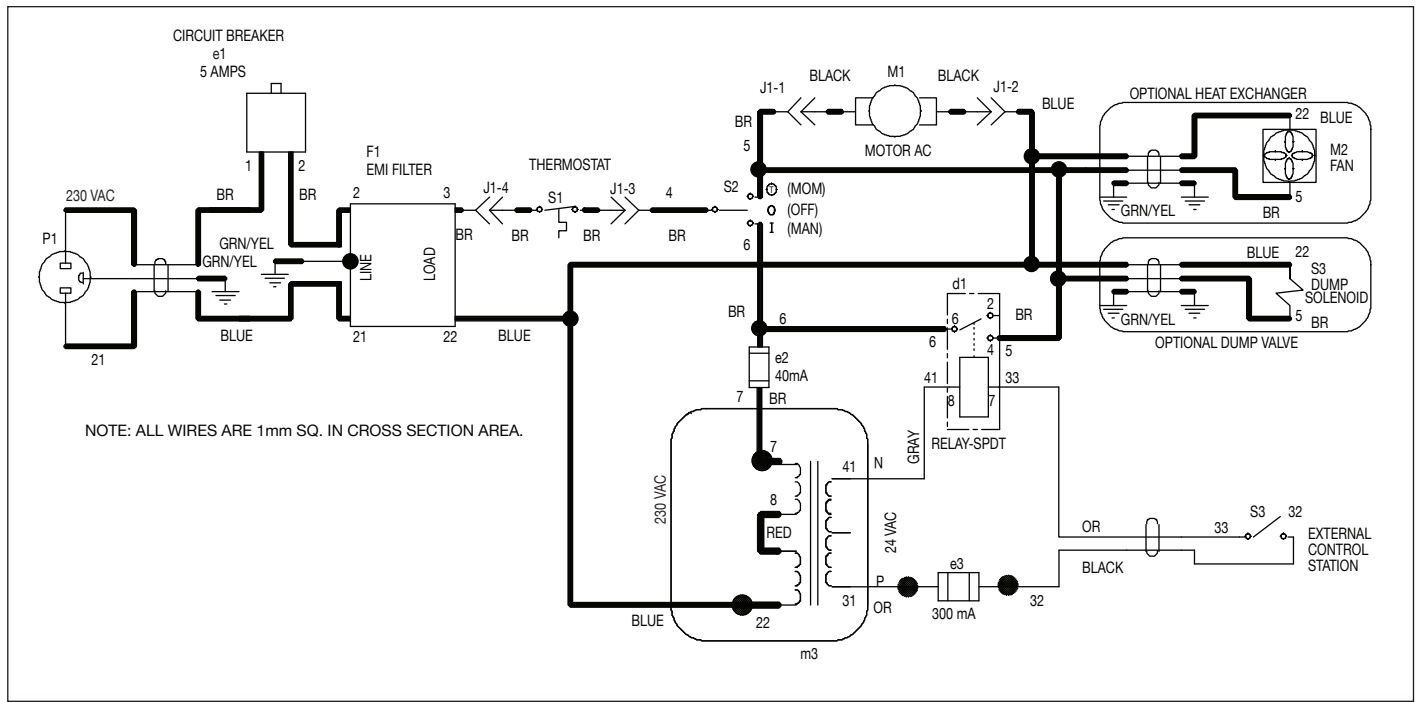 CIRCUIT BREAKER
e1
5 AMPS
1
2
BR
BR
230 VAC
P1
21
GRN/YEL
GRN/YEL
BLUE
F1
EMI FILTER
2
3
LINE
LOAD
21
22
BR
BLUE
J1-4
BR
THERMOSTAT
S1
BR
J1-3
4
BR
S2
(MOM)
O
(OFF)
I
(MAN)
5
BR
6
J1-1
BLACK
M1
BLACK
J1-2
MOTOR AC
BLUE
OPTIONAL HEAT EXCHANGER
22
BLUE
M2
FAN
5
BR
GRN/YEL
BLUE
22
S3
DUMP
SOLENOID
5
BR
GRN/YEL
OPTIONAL DUMP VALVE
BR
6
6
d1
2
6
BR
4
5
41
33
8
7
RELAY-SPDT
GRAY
e2
40mA
7
BR
NOTE: ALL WIRES ARE 1mm SQ. IN CROSS SECTION AREA.
230 VAC
7
8
RED
22
BLUE
41
N
24 VAC
P
31
OR
m3
e3
300 mA
32
OR
BLACK
33
S3
32
EXTERNAL
CONTROL
STATION